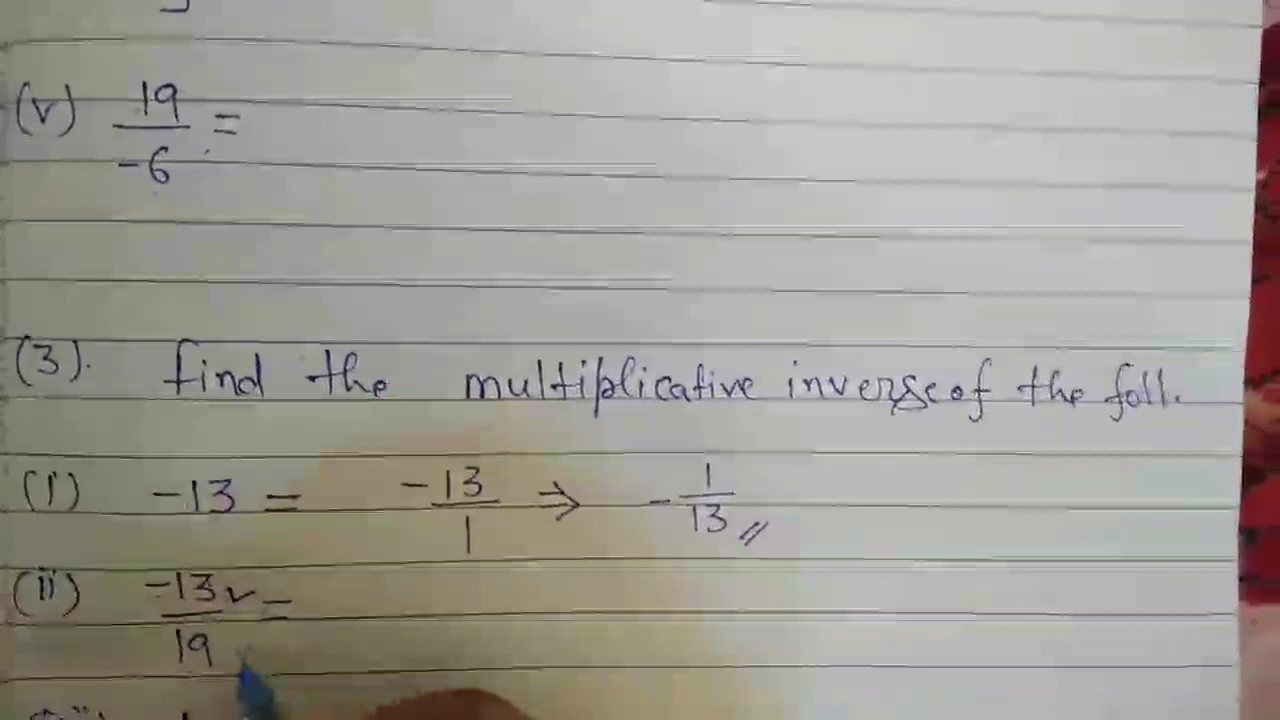 (v) 19/-6 =
(3). find the multiplicative inverse of the foll.
(i) -13 = -13/1 ⇒ -1/13 //
(ii) -13/19 =